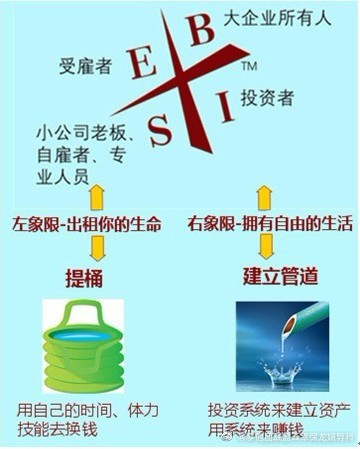 大企业所有人
受雇者
E B
TM
投资者
S I
小公司老板、
自雇者、专
业人员
左象限-出租你的生命
右象限-拥有自由的生活
提桶
建立管道
用自己的时间、体力
技能去换钱
投资系统来建立资产
用系统来赚钱